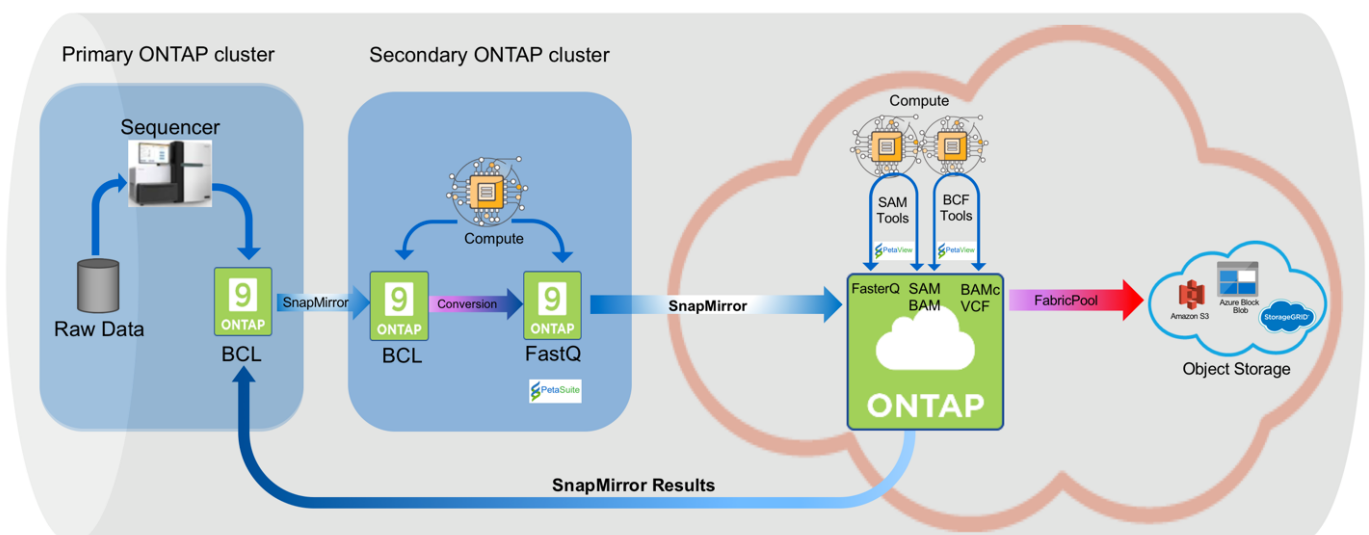 Primary ONTAP cluster
Sequencer
Raw Data
9
ONTAP
BCL
SnapMirror
Secondary ONTAP cluster
Compute
9
ONTAP
BCL
Conversion
9
ONTAP
FastQ
PetaSuite
SnapMirror
Compute
SAM
Tools
BCF
Tools
PetaView
PetaView
FasterQ
SAM
BAM
BAMc
VCF
ONTAP
FabricPool
Amazon S3
Azure Block
Blob
StorageGRID
Object Storage
SnapMirror Results